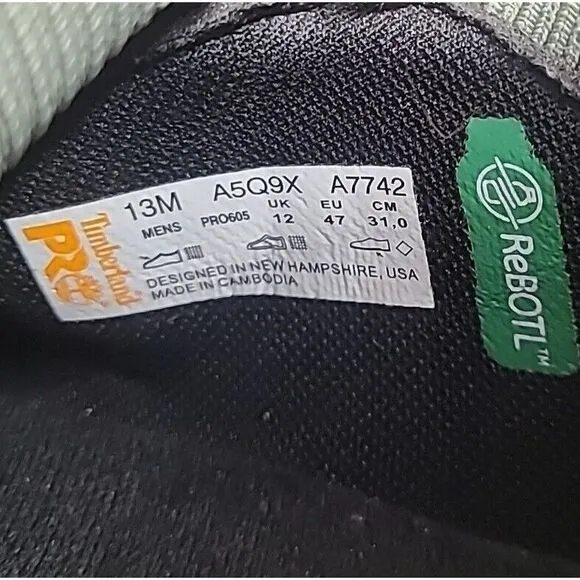 Timberland
PRO
13M A5Q9X A7742
MENS PRO605 UK EU CM
12 47 31,0
DESIGNED IN NEW HAMPSHIRE, USA
MADE IN CAMBODIA
ReBOTL™